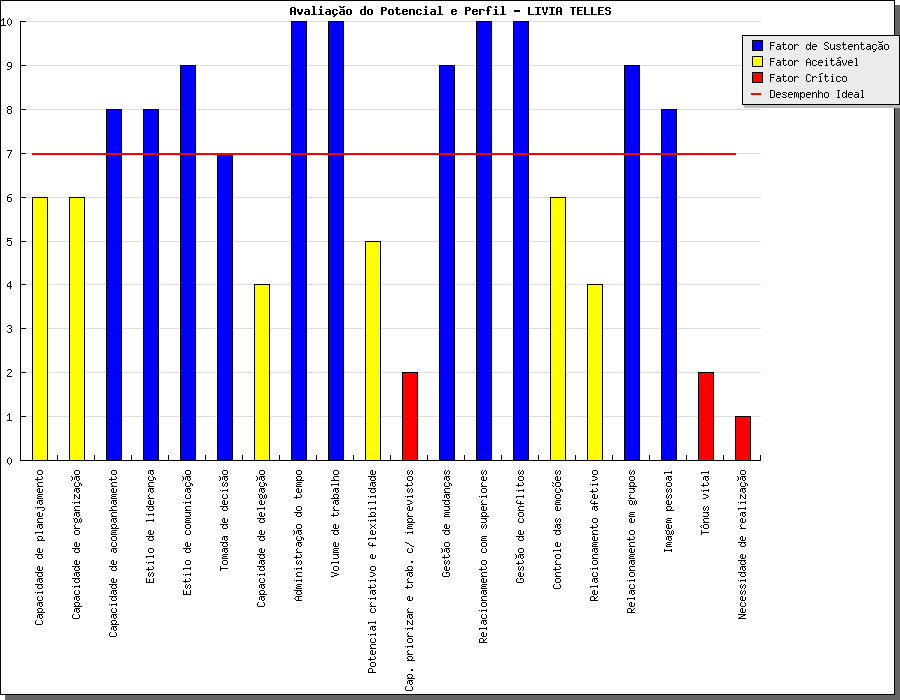 Avaliação do Potencial e Perfil - LIVIA TELLES
Fator de Sustentação
Fator Aceitável
Fator Crítico
Desempenho Ideal
10
9
8
7
6
5
4
3
2
1
0
Capacidade de planejamento
Capacidade de organização
Capacidade de acompanhamento
Estilo de liderança
Estilo de comunicação
Tomada de decisão
Capacidade de delegação
Administração do tempo
Volume de trabalho
Potencial criativo e flexibilidade
Cap. priorizar e trab. c/ imprevistos
Gestão de mudanças
Relacionamento com superiores
Gestão de conflitos
Controle das emoções
Relacionamento afetivo
Relacionamento em grupos
Imagem pessoal
Tônus vital
Necessidade de realização